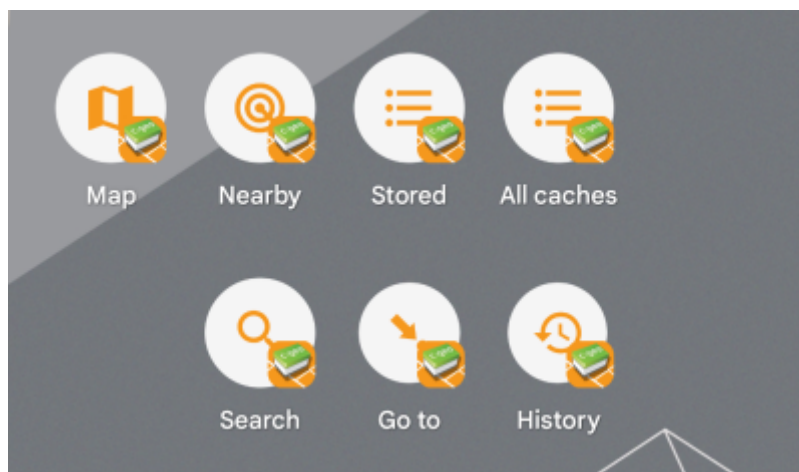 Map
Nearby
Stored
All caches
Search
Go to
History